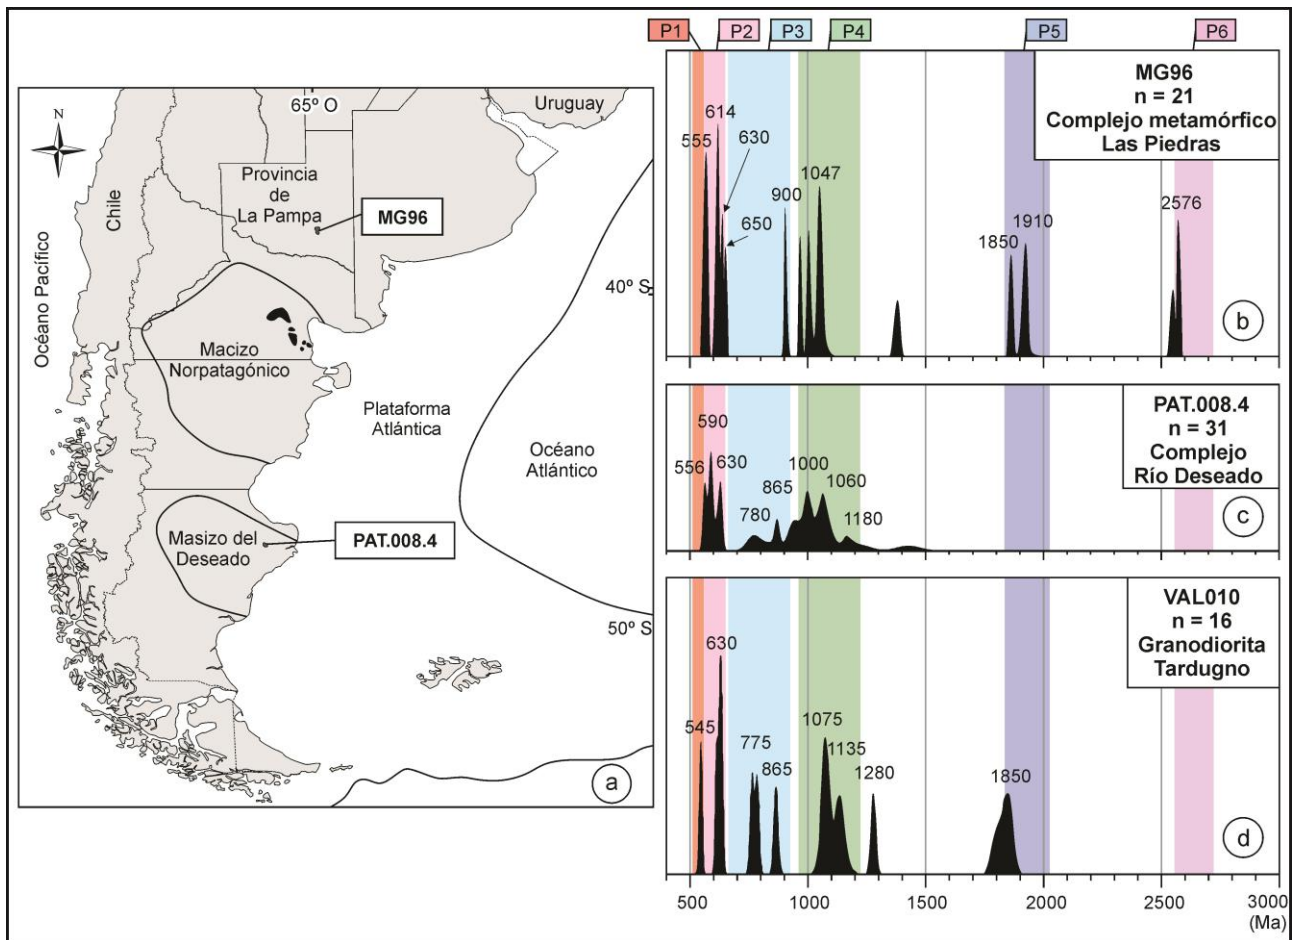 N
65º O
Uruguay
Océano Pacífico
Chile
Provincia
de
La Pampa
MG96
40º S
Macizo
Norpatagónico
Plataforma
Atlántica
Océano
Atlántico
Masizo del
Deseado
PAT.008.4
50º S
a
P1
P2
P3
P4
P5
P6
MG96
n = 21
Complejo metamórfico
Las Piedras
555
614
630
650
900
1047
1850
1910
2576
b
PAT.008.4
n = 31
Complejo
Río Deseado
556
590
630
780
865
1000
1060
1180
c
VAL010
n = 16
Granodiorita
Tardugno
545
630
775
865
1075
1135
1280
1850
d
500
1000
1500
2000
2500
3000
(Ma)